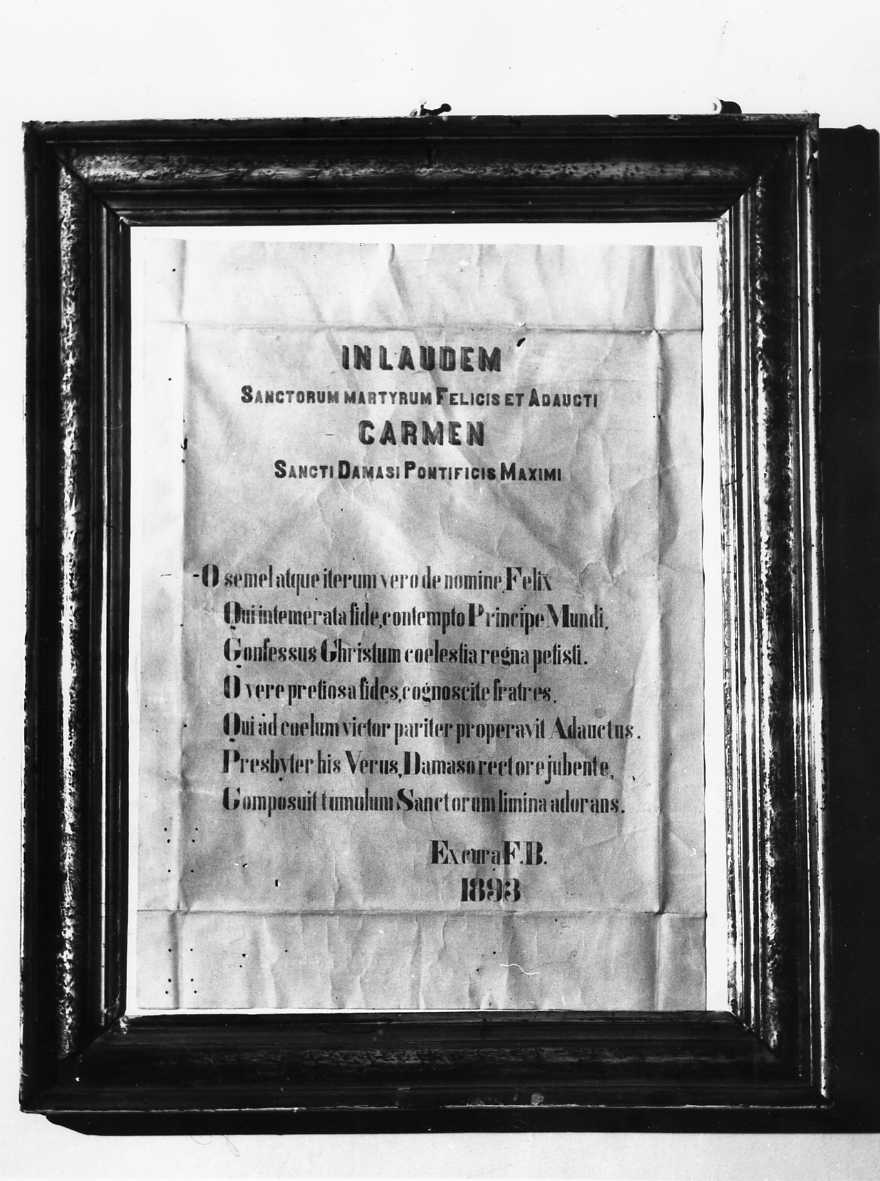 IN LAUDEM
SANCTORUM MARTYRUM FELICIS ET ADAUCTI
CARMEN
SANCTI DAMASI PONTIFICIS MAXIMI
O semel atque iterum vero de nomine Felix
Qui intemerata fide, contempto Principe Mundi,
Confessus Christum coelestia regna petisti.
O vere pretiosa fides, cognoscite fratres,
Qui ad coelum victor pariter properavit Adauctus.
Presbyter his Verus, Damaso rectore jubente,
Composuit tumulum Sanctorum limina adorans.
Ex cura F. B.
1893